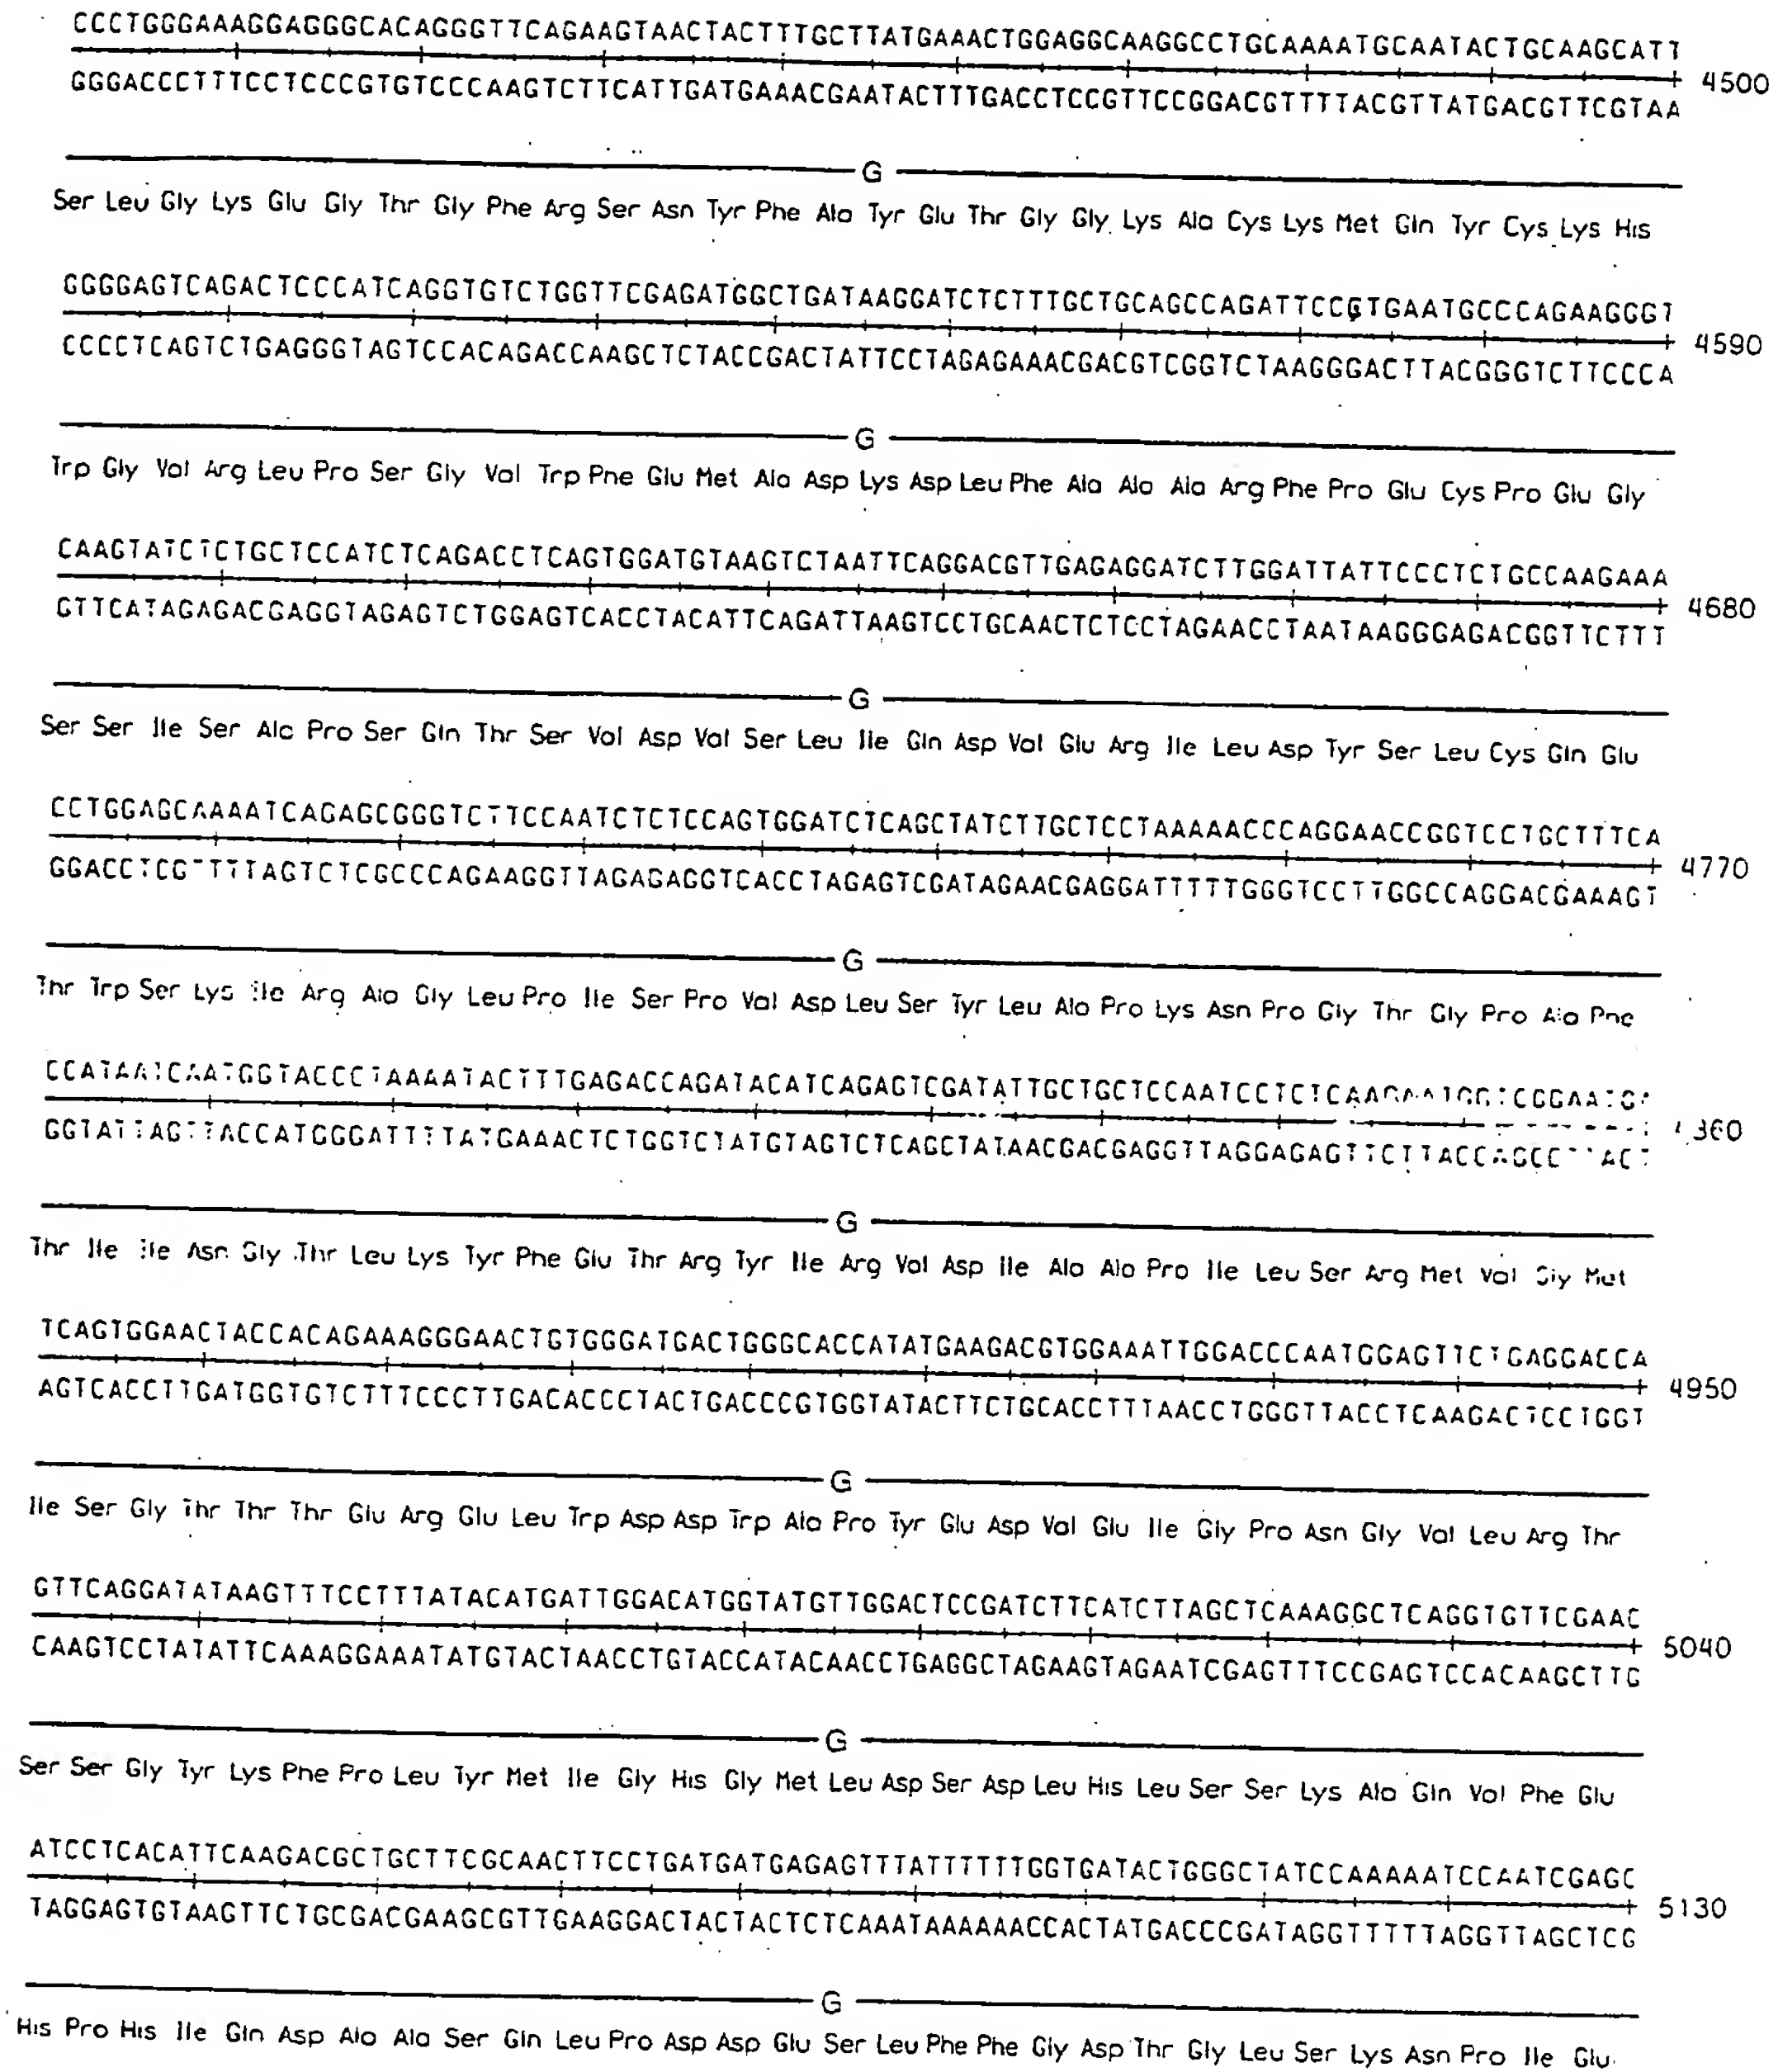 CCCTGGGAAAGGAGGGCACAGGGTTCAGAAGTAACTACTTTGCTTATGAAACTGGAGGCAAGGCCTGCAAAATGCAATACTGCAAGCATT
4500
GGGACCCTTTCCTCCCGTGTCCCAAGTCTTCATTGATGAAACGAATACTTTGACCTCCGTTCCGGACGTTTTACGTTATGACGTTCGTAA
G
Ser Leu Gly Lys Glu Gly Thr Gly Phe Arg Ser Asn Tyr Phe Ala Tyr Glu Thr Gly Gly Lys Ala Cys Lys Met Gln Tyr Cys Lys His
GGGGAGTCAGACTCCCATCAGGTGTCTGGTTCGAGATGGCTGATAAGGATCTCTTTGCTGCAGCCAGATTCCGTGAATGCCCAGAAGGGT
4590
CCCCTCAGTCTGAGGGTAGTCCACAGACCAAGCTCTACCGACTATTCCTAGAGAAACGACGTCGGTCTAAGGGACTTACGGGTCTTCCCA
G
Trp Gly Val Arg Leu Pro Ser Gly Val Trp Phe Glu Met Ala Asp Lys Asp Leu Phe Ala Ala Ala Arg Phe Pro Glu Cys Pro Glu Gly
CAAGTATCTCTGCTCCATCTCAGACCTCAGTGGATGTAAGTCTAATTCAGGACGTTGAGAGGATCTTGGATTATTCCCTCTGCCAAGAAA
4680
GTTCATAGAGACGAGGTAGAGTCTGGAGTCACCTACATTCAGATTAAGTCCTGCAACTCTCCTAGAACCTAATAAGGGAGACGGTTCTTT
G
Ser Ser Ile Ser Ala Pro Ser Gln Thr Ser Val Asp Val Ser Leu Ile Gln Asp Val Glu Arg Ile Leu Asp Tyr Ser Leu Cys Gln Glu
CCTGGAGCAAAATCAGAGCGGGTCTTCCAATCTCTCCAGTGGATCTCAGCTATCTTGCTCCTAAAAACCCAGGAACCGGTCCTGCTTTCA
4770
GGACCTCGTTTTAGTCTCGCCCAGAAGGTTAGAGAGGTCACCTAGAGTCGATAGAACGAGGATTTTTGGGTCCTTGGCCAGGACGAAAGT
G
Thr Trp Ser Lys Ile Arg Ala Gly Leu Pro Ile Ser Pro Val Asp Leu Ser Tyr Leu Ala Pro Lys Asn Pro Gly Thr Gly Pro Ala Phe
G
Thr Ile Ile Asn Gly Thr Leu Lys Tyr Phe Glu Thr Arg Tyr Ile Arg Val Asp Ile Ala Ala Pro Ile Leu Ser Arg Met Val Gly Met
TCAGTGGAACTACCACAGAAAGGGAACTGTGGGATGACTGGGCACCATATGAAGACGTGGAAATTGGACCCAATGGAGTTCTGAGGACCA
4950
AGTCACCTTGATGGTGTCTTTCCCTTGACACCCTACTGACCCGTGGTATACTTCTGCACCTTTAACCTGGGTTACCTCAAGACTCCTGGT
G
Ile Ser Gly Thr Thr Thr Glu Arg Glu Leu Trp Asp Asp Trp Ala Pro Tyr Glu Asp Val Glu Ile Gly Pro Asn Gly Val Leu Arg Thr
GTTCAGGATATAAGTTTCCTTTATACATGATTGGACATGGTATGTTGGACTCCGATCTTCATCTTAGCTCAAAGGCTCAGGTGTTCGAAC
5040
CAAGTCCTATATTCAAAGGAAATATGTACTAACCTGTACCATACAACCTGAGGCTAGAAGTAGAATCGAGTTTCCGAGTCCACAAGCTTG
G
Ser Ser Gly Tyr Lys Phe Pro Leu Tyr Met Ile Gly His Gly Met Leu Asp Ser Asp Leu His Leu Ser Ser Lys Ala Gln Val Phe Glu
ATCCTCACATTCAAGACGCTGCTTCGCAACTTCCTGATGATGAGAGTTTATTTTTTGGTGATACTGGGCTATCCAAAAATCCAATCGAGC
5130
TAGGAGTGTAAGTTCTGCGACGAAGCGTTGAAGGACTACTACTCTCAAATAAAAAACCACTATGACCCGATAGGTTTTTAGGTTAGCTCG
G
His Pro His Ile Gln Asp Ala Ala Ser Gln Leu Pro Asp Asp Glu Ser Leu Phe Phe Gly Asp Thr Gly Leu Ser Lys Asn Pro Ile Glu